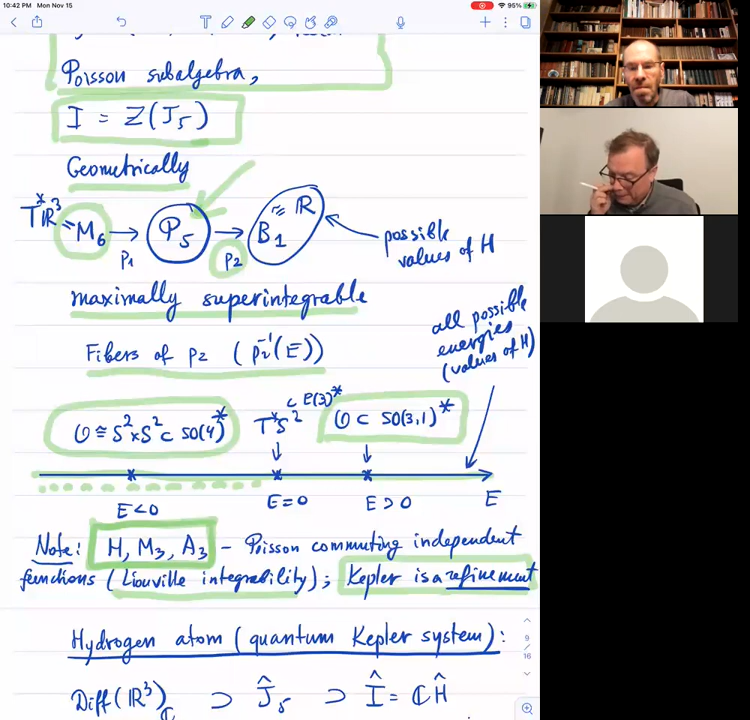 10:42 PM Mon Nov 15
95%
Poisson subalgebra,
I = Z(J₅)
Geometrically
T*ℝ³ = M₆ → P₅ → B₁ ≈ ℝ
p₁ p₂
possible
values of H
maximally superintegrable
Fibers of p₂ (p₂⁻¹(E))
all possible
energies
(values of H)
O ≅ S²×S² ⊂ so(4)* T*S² ⊂ E(3)* O ⊂ so(3,1)*
E<0 E=0 E>0 E
Note: H, M₃, A₃ - Poisson commuting independent
functions (Liouville integrability); Kepler is a refinement
9
16
Hydrogen atom (quantum Kepler system):
Diff(ℝ³)_ℂ ⊃ Ĵ₅ ⊃ Î = ℂĤ